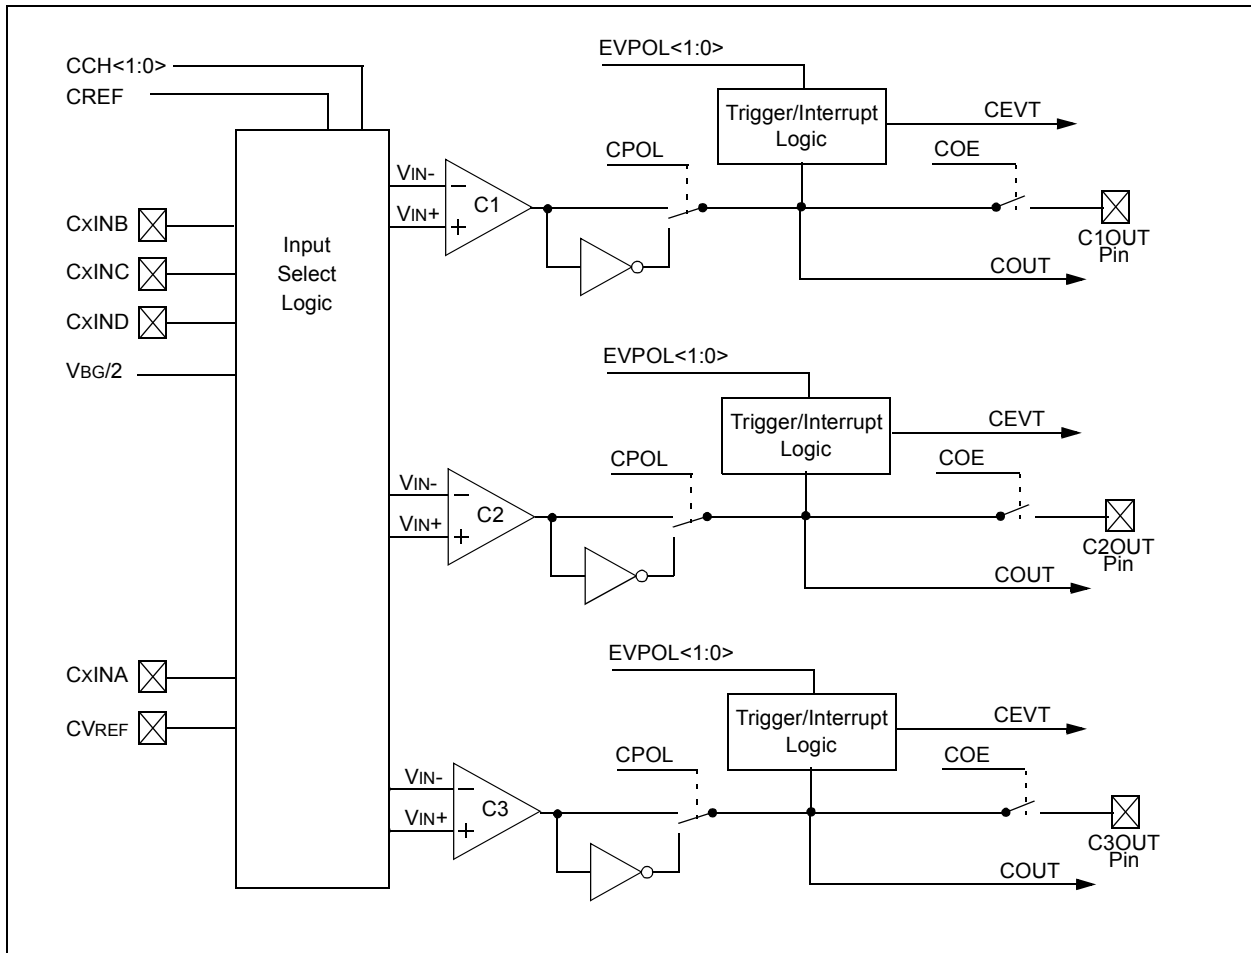 EVPOL<1:0>
CCH<1:0>
CREF
Trigger/Interrupt
Logic
CEVT
CPOL
COE
VIN-
VIN+
C1
CXINB
CXINC
CXIND
VBG/2
Input
Select
Logic
C1OUT
Pin
COUT
EVPOL<1:0>
Trigger/Interrupt
Logic
CEVT
CPOL
COE
VIN-
VIN+
C2
C2OUT
Pin
COUT
EVPOL<1:0>
CXINA
CVREF
Trigger/Interrupt
Logic
CEVT
CPOL
COE
VIN-
VIN+
C3
C3OUT
Pin
COUT